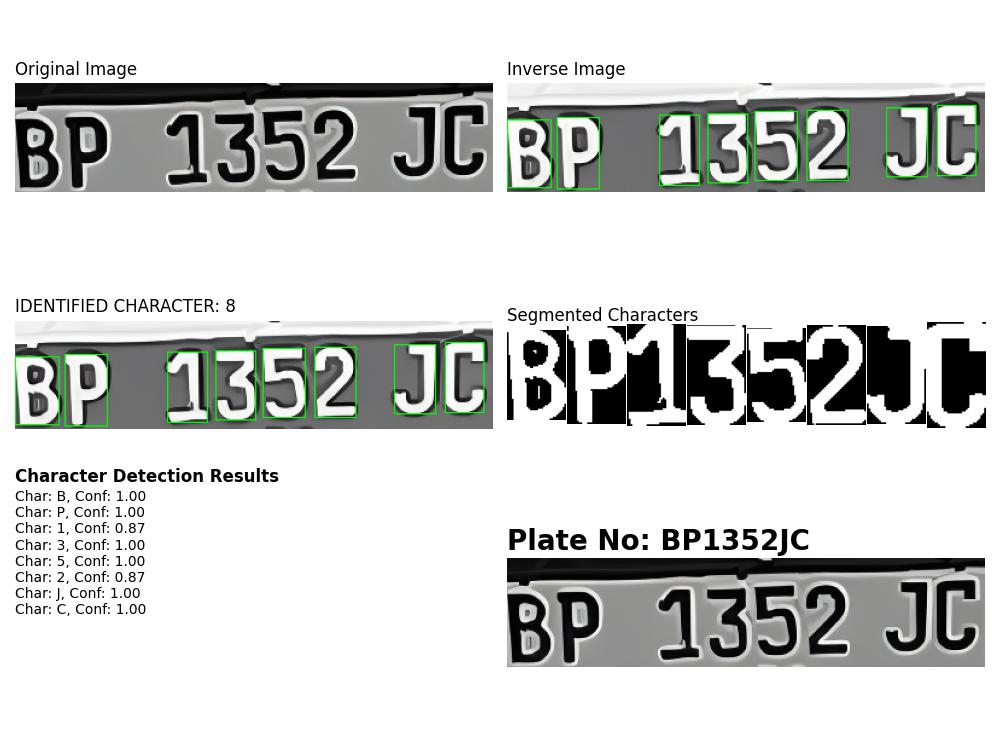 Original Image
BP 1352 JC
Inverse Image
BP 1352 JC
IDENTIFIED CHARACTER: 8
BP 1352 JC
Segmented Characters
BP1352JC
Character Detection Results
Char: B, Conf: 1.00
Char: P, Conf: 1.00
Char: 1, Conf: 0.87
Char: 3, Conf: 1.00
Char: 5, Conf: 1.00
Char: 2, Conf: 0.87
Char: J, Conf: 1.00
Char: C, Conf: 1.00
Plate No: BP1352JC
BP 1352 JC